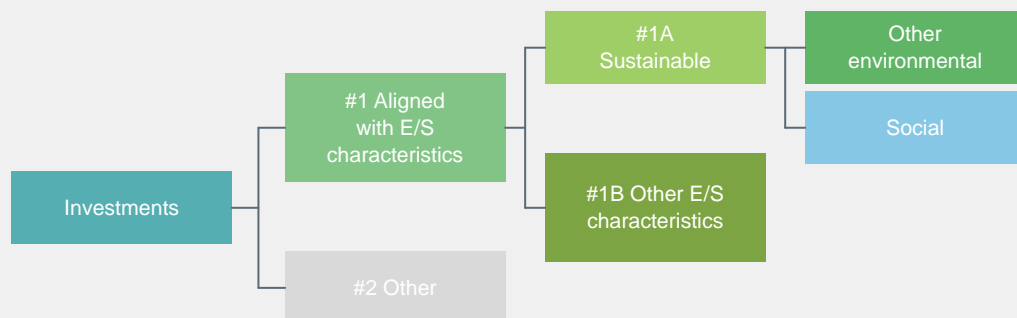 Investments
#1 Aligned
with E/S
characteristics
#2 Other
#1A
Sustainable
#1B Other E/S
characteristics
Other
environmental
Social